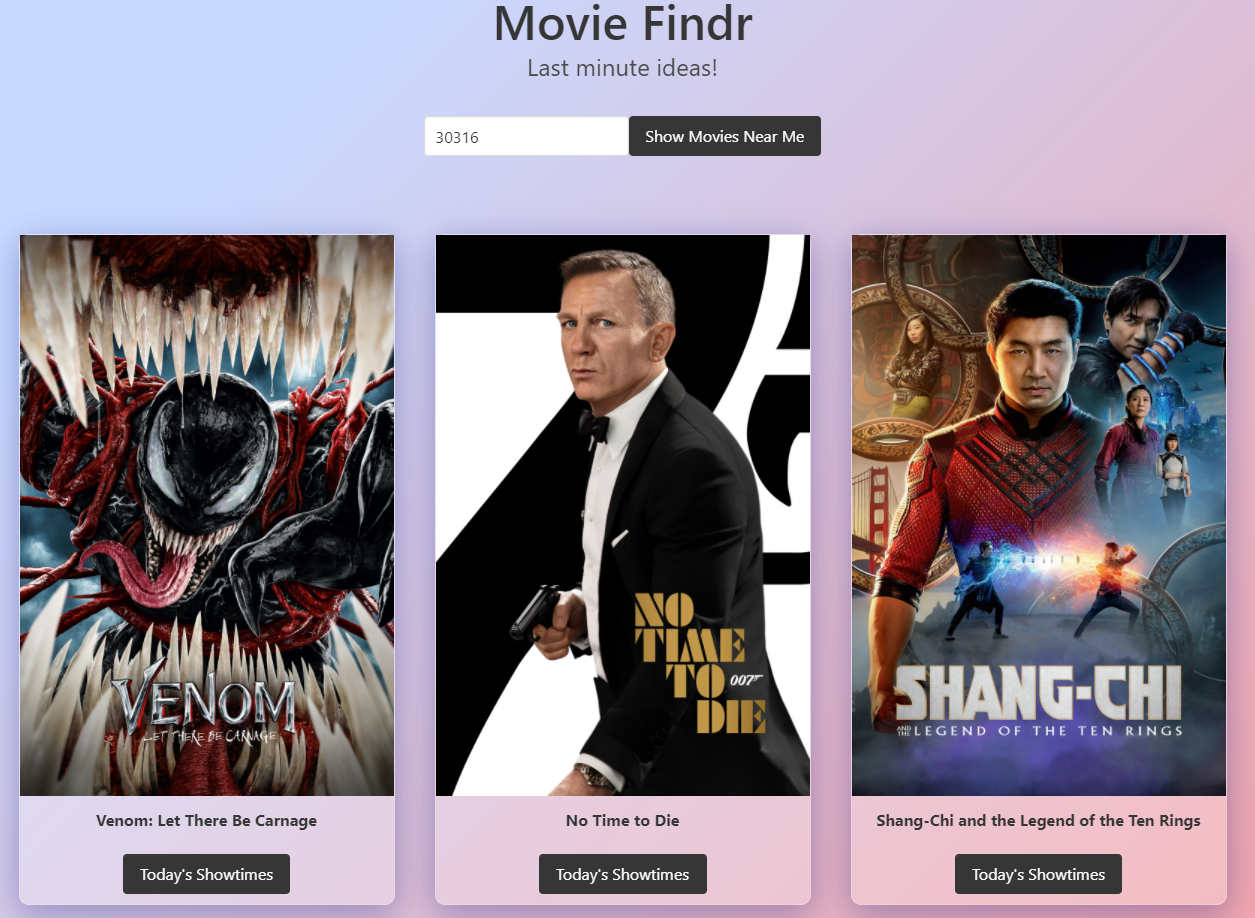 Movie Findr
Last minute ideas!
30316
Show Movies Near Me
VENOM
LET THERE BE CARNAGE
NO
TIME
TO
007
DIE
SHANG-CHI
AND THE LEGEND OF THE TEN RINGS
Venom: Let There Be Carnage
No Time to Die
Shang-Chi and the Legend of the Ten Rings
Today's Showtimes
Today's Showtimes
Today's Showtimes